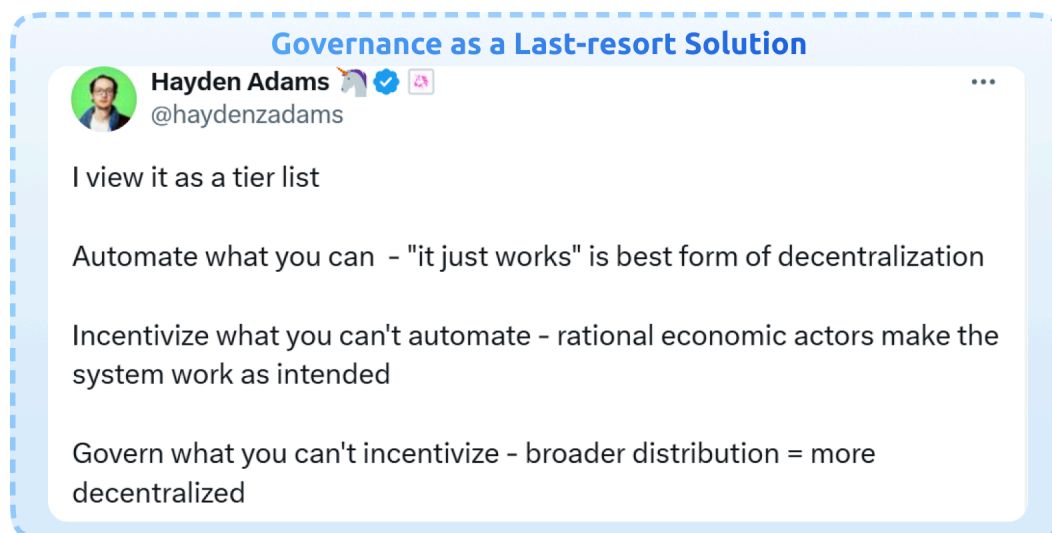 Governance as a Last-resort Solution
Hayden Adams 🦄
@haydenzadams
I view it as a tier list
Automate what you can - "it just works" is best form of decentralization
Incentivize what you can't automate - rational economic actors make the
system work as intended
Govern what you can't incentivize - broader distribution = more
decentralized